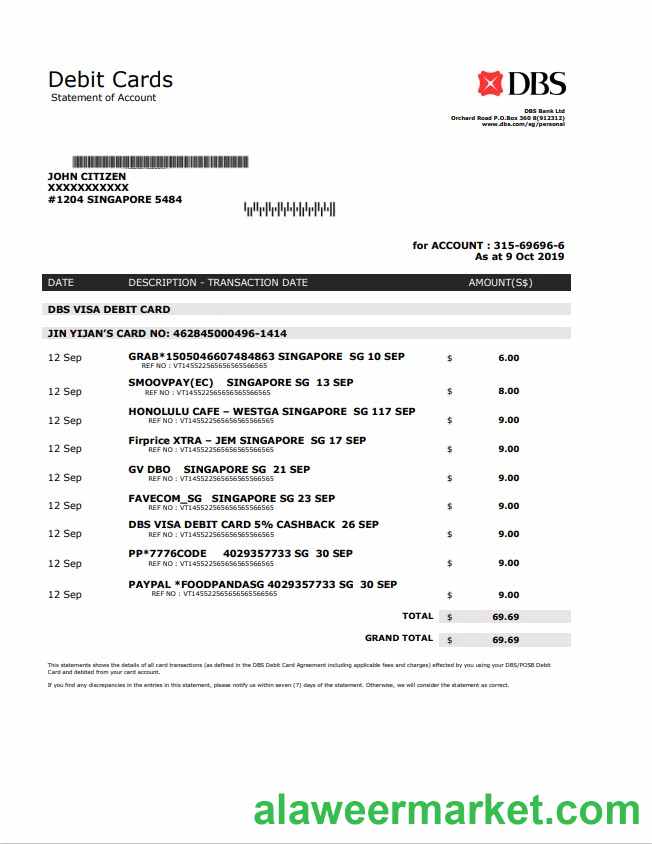 Debit Cards
Statement of Account
DBS
DBS Bank Ltd
Orchard Road P.O.Box 360 8(912312)
www.dbs.com/sg/personal
JOHN CITIZEN
XXXXXXXXXXX
#1204 SINGAPORE 5484
for ACCOUNT : 315-69696-6
As at 9 Oct 2019
DATE DESCRIPTION - TRANSACTION DATE AMOUNT(S$)
DBS VISA DEBIT CARD
JIN YIJAN’S CARD NO: 462845000496-1414
12 Sep GRAB*1505046607484863 SINGAPORE SG 10 SEP $ 6.00
REF NO : VT145522565656565566565
12 Sep SMOOVPAY(EC) SINGAPORE SG 13 SEP $ 8.00
REF NO : VT145522565656565566565
12 Sep HONOLULU CAFE – WESTGA SINGAPORE SG 117 SEP $ 9.00
REF NO : VT145522565656565566565
12 Sep Firprice XTRA – JEM SINGAPORE SG 17 SEP $ 9.00
REF NO : VT145522565656565566565
12 Sep GV DBO SINGAPORE SG 21 SEP $ 9.00
REF NO : VT145522565656565566565
12 Sep FAVECOM_SG SINGAPORE SG 23 SEP $ 9.00
REF NO : VT145522565656565566565
12 Sep DBS VISA DEBIT CARD 5% CASHBACK 26 SEP $ 9.00
REF NO : VT145522565656565566565
12 Sep PP*7776CODE 4029357733 SG 30 SEP $ 9.00
REF NO : VT145522565656565566565
12 Sep PAYPAL *FOODPANDASG 4029357733 SG 30 SEP $ 9.00
REF NO : VT145522565656565566565
TOTAL $ 69.69
GRAND TOTAL $ 69.69
This statements shows the details of all card transactions (as defined in the DBS Debit Card Agreement including applicable fees and charges) effected by you using your DBS/POSB Debit
Card and debited from your card account.
If you find any discrepancies in the entries in this statement, please notify us within seven (7) days of the statement. Otherwise, we will consider the statement as correct.
alaweermarket.com